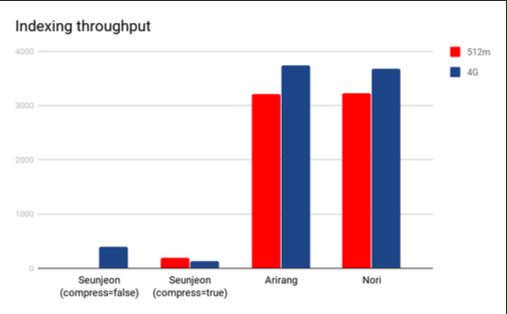 Indexing throughput
512m
4G
4000
3000
2000
1000
0
Seunjeon
(compress=false)
Seunjeon
(compress=true)
Arirang
Nori